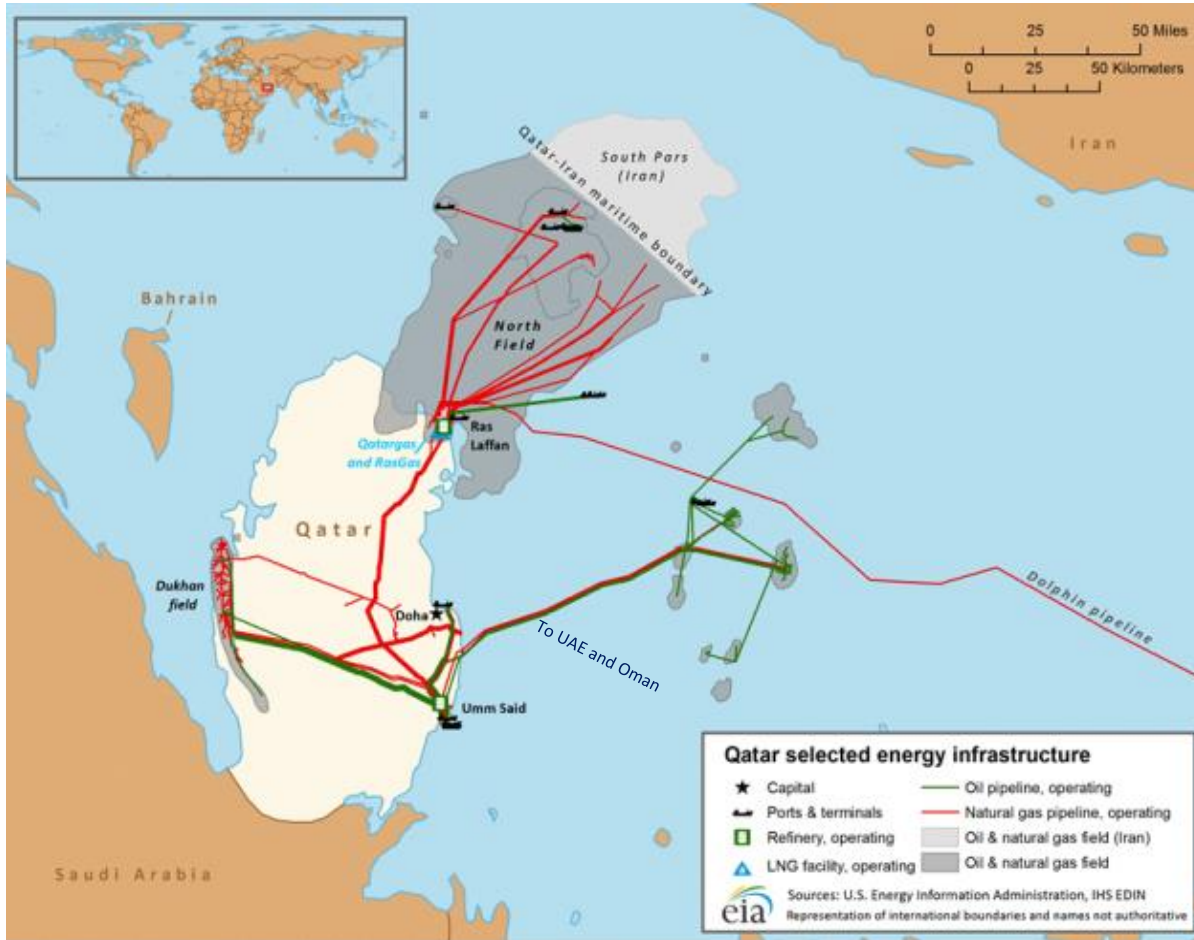 0 25 50 Miles
0 25 50 Kilometers
Iran
South Pars
(Iran)
Qatar-Iran maritime boundary
Bahrain
North
Field
Ras
Laffan
Qatargas
and RasGas
Qatar
Dukhan
field
Doha
To UAE and Oman
Dolphin pipeline
Umm Said
Saudi Arabia
Qatar selected energy infrastructure
Capital
Ports & terminals
Refinery, operating
LNG facility, operating
Oil pipeline, operating
Natural gas pipeline, operating
Oil & natural gas field (Iran)
Oil & natural gas field
eia
Sources: U.S. Energy Information Administration, IHS EDIN
Representation of international boundaries and names not authoritative